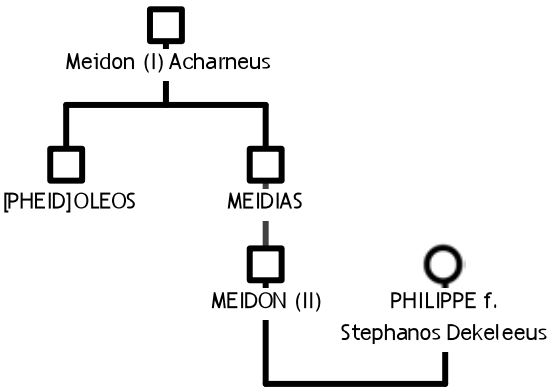 Meidon (I) Acharneus
[PHEID]OLEOS
MEIDIAS
MEIDON (II)
PHILIPPE f.
Stephanos Dekeleeus